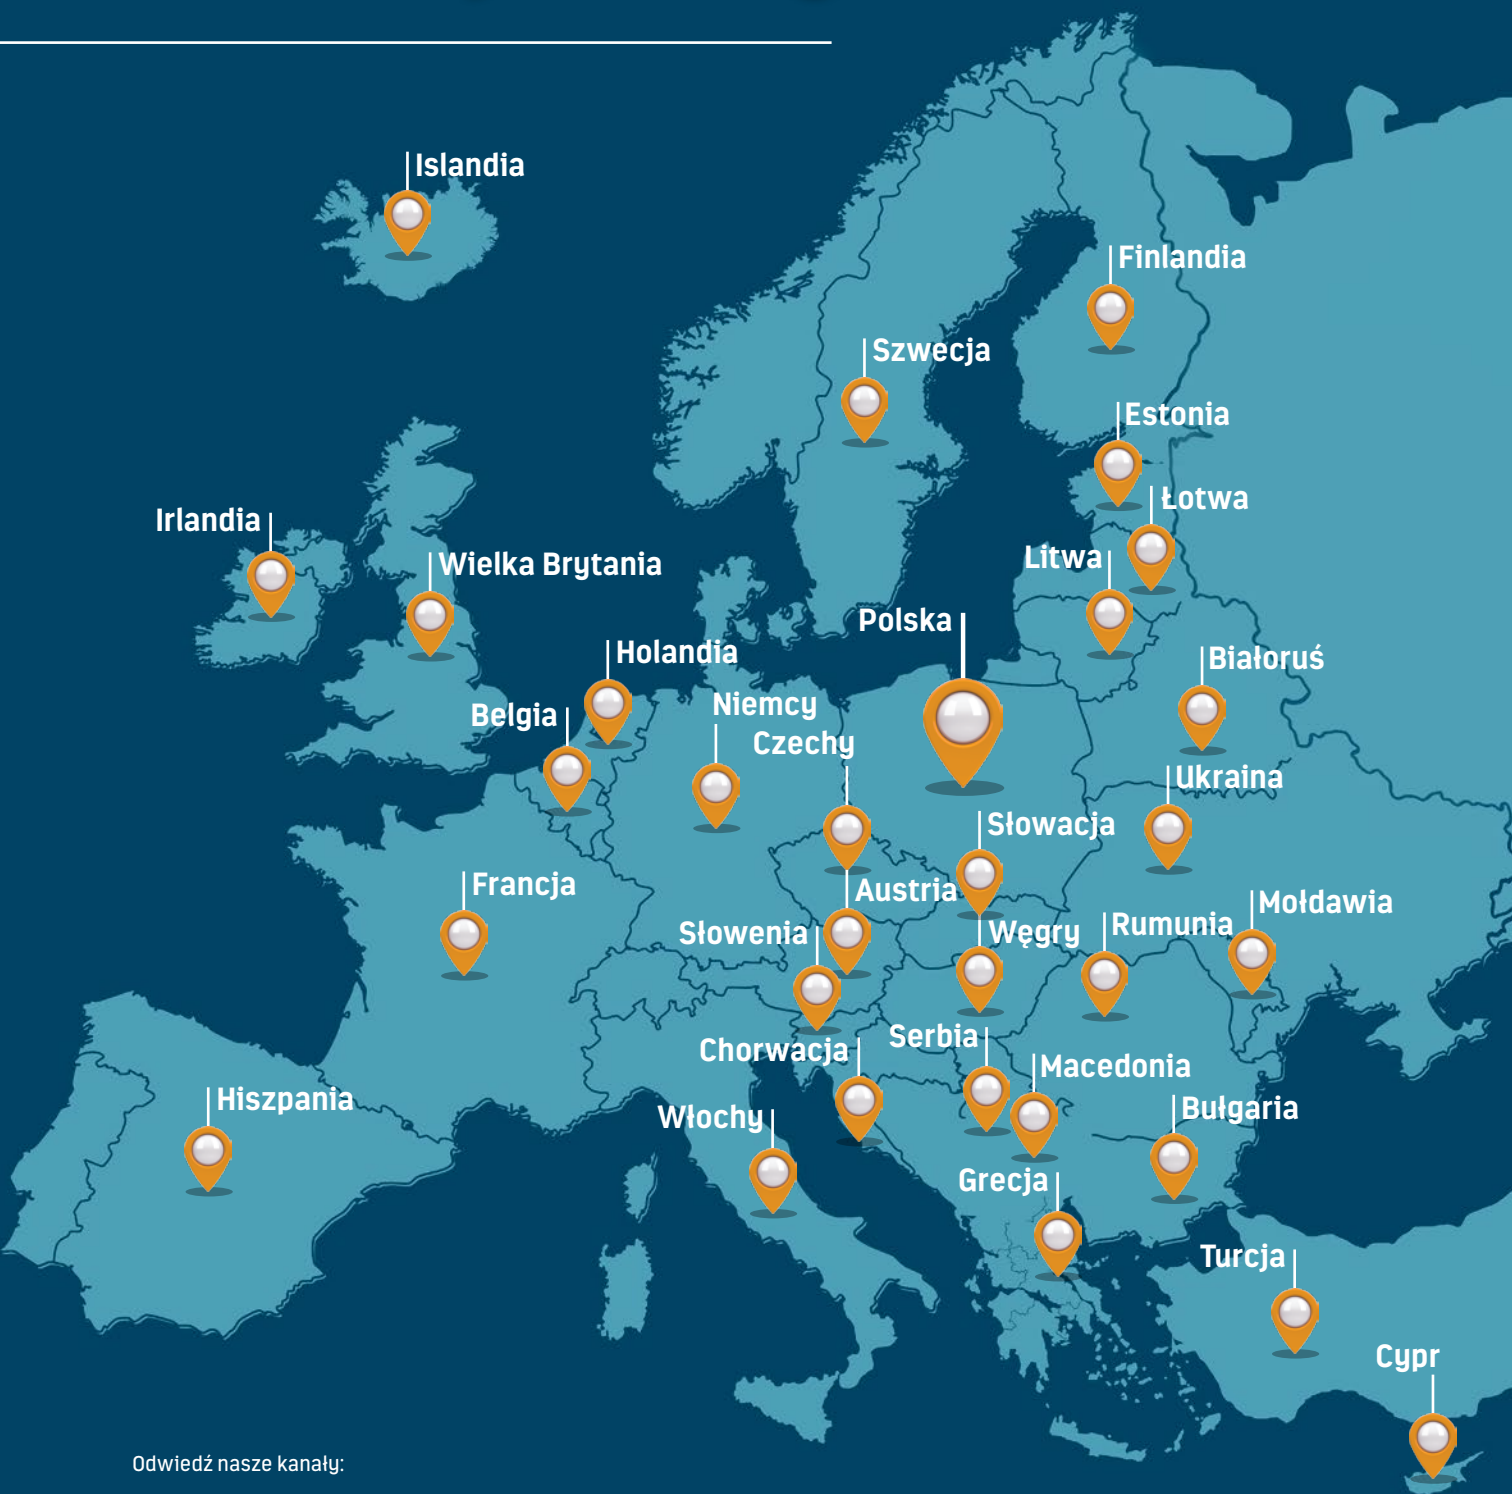 Islandia
Finlandia
Szwecja
Estonia
Łotwa
Irlandia
Litwa
Wielka Brytania
Polska
Holandia
Białoruś
Niemcy
Belgia
Czechy
Ukraina
Słowacja
Francja
Austria
Mołdawia
Rumunia
Słowenia
Węgry
Serbia
Chorwacja
Macedonia
Hiszpania
Bułgaria
Włochy
Grecja
Turcja
Cypr
Odwiedź nasze kanały: